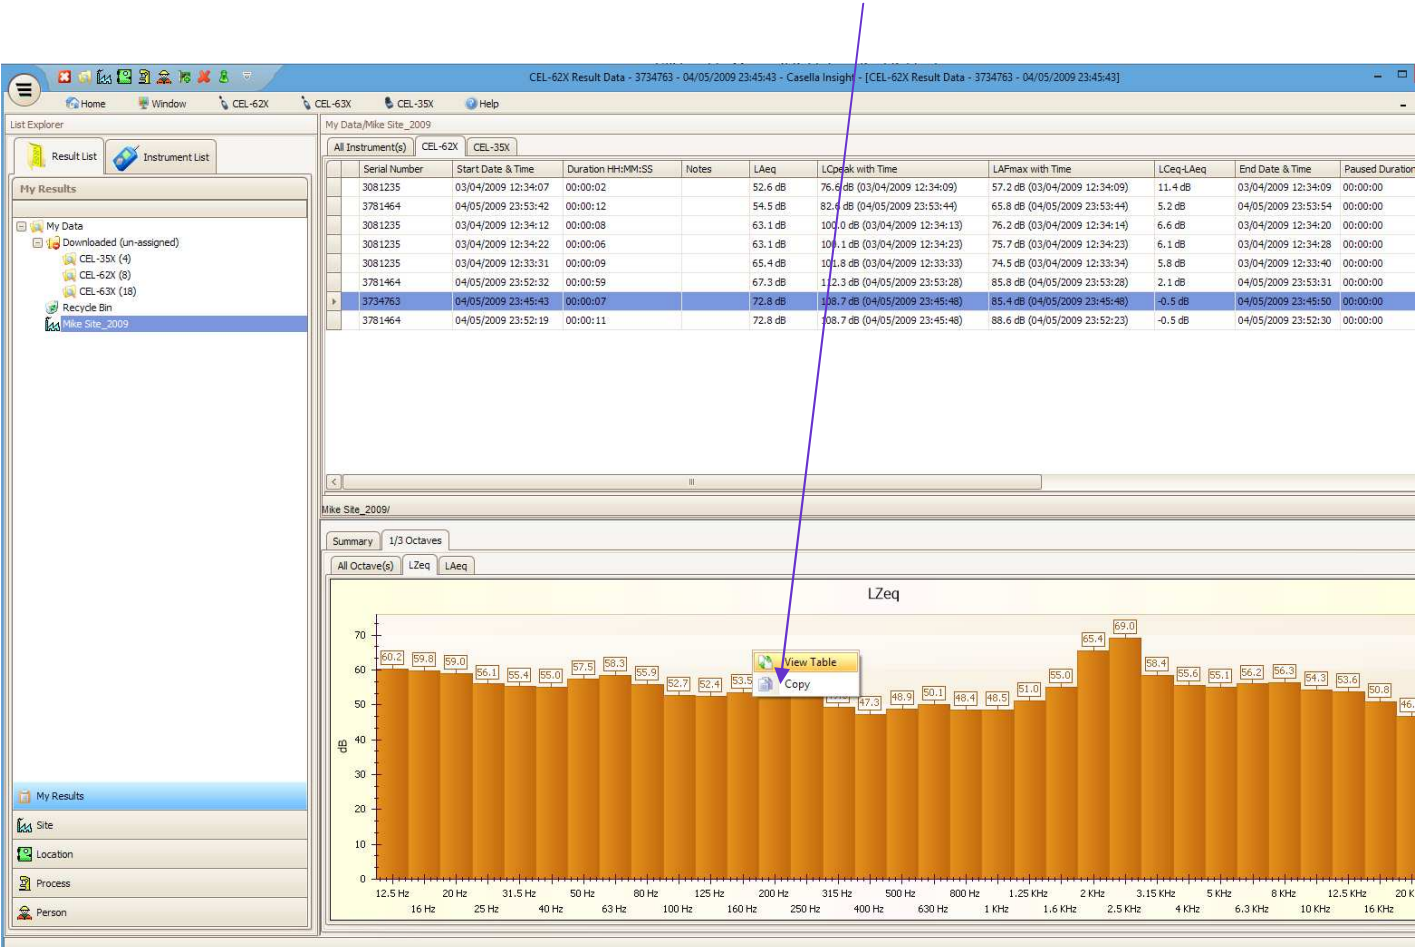 CEL-62X Result Data - 3734763 - 04/05/2009 23:45:43 - Casella Insight - [CEL-62X Result Data - 3734763 - 04/05/2009 23:45:43]
Home Window CEL-62X CEL-63X CEL-35X Help
List Explorer
Result List Instrument List
My Results
My Data
Downloaded (un-assigned)
CEL-35X (4)
CEL-62X (8)
CEL-63X (18)
Recycle Bin
Mike Site_2009
My Results
Site
Location
Process
Person
My Data/Mike Site_2009
All Instrument(s) CEL-62X CEL-35X
Serial Number Start Date & Time Duration HH:MM:SS Notes LAeq LCpeak with Time LAFmax with Time LCeq-LAeq End Date & Time Paused Duration
3081235 03/04/2009 12:34:07 00:00:02 52.6 dB 76.6 dB (03/04/2009 12:34:09) 57.2 dB (03/04/2009 12:34:09) 11.4 dB 03/04/2009 12:34:09 00:00:00
3781464 04/05/2009 23:53:42 00:00:12 54.5 dB 82.6 dB (04/05/2009 23:53:44) 65.8 dB (04/05/2009 23:53:44) 5.2 dB 04/05/2009 23:53:54 00:00:00
3081235 03/04/2009 12:34:12 00:00:08 63.1 dB 100.0 dB (03/04/2009 12:34:13) 76.2 dB (03/04/2009 12:34:14) 6.6 dB 03/04/2009 12:34:20 00:00:00
3081235 03/04/2009 12:34:22 00:00:06 63.1 dB 100.1 dB (03/04/2009 12:34:23) 75.7 dB (03/04/2009 12:34:23) 6.1 dB 03/04/2009 12:34:28 00:00:00
3081235 03/04/2009 12:33:31 00:00:09 65.4 dB 101.8 dB (03/04/2009 12:33:33) 74.5 dB (03/04/2009 12:33:34) 5.8 dB 03/04/2009 12:33:40 00:00:00
3781464 04/05/2009 23:52:32 00:00:59 67.3 dB 112.3 dB (04/05/2009 23:53:28) 85.8 dB (04/05/2009 23:53:28) 2.1 dB 04/05/2009 23:53:31 00:00:00
3734763 04/05/2009 23:45:43 00:00:07 72.8 dB 108.7 dB (04/05/2009 23:45:48) 85.4 dB (04/05/2009 23:45:48) -0.5 dB 04/05/2009 23:45:50 00:00:00
3781464 04/05/2009 23:52:19 00:00:11 72.8 dB 108.7 dB (04/05/2009 23:45:48) 88.6 dB (04/05/2009 23:52:23) -0.5 dB 04/05/2009 23:52:30 00:00:00
Mike Site_2009/
Summary 1/3 Octaves
All Octave(s) LZeq LAeq
LZeq
dB
70
60
50
40
30
20
10
0
60.2 59.8 59.0 56.1 55.4 55.0 57.5 58.3 55.9 52.7 52.4 53.5 47.3 48.9 50.1 48.4 48.5 51.0 55.0 65.4 69.0 58.4 55.6 55.1 56.2 56.3 54.3 53.6 50.8 46.
View Table
Copy
12.5 Hz 20 Hz 31.5 Hz 50 Hz 80 Hz 125 Hz 200 Hz 315 Hz 500 Hz 800 Hz 1.25 KHz 2 KHz 3.15 KHz 5 KHz 8 KHz 12.5 KHz 20 K
16 Hz 25 Hz 40 Hz 63 Hz 100 Hz 160 Hz 250 Hz 400 Hz 630 Hz 1 KHz 1.6 KHz 2.5 KHz 4 KHz 6.3 KHz 10 KHz 16 KHz